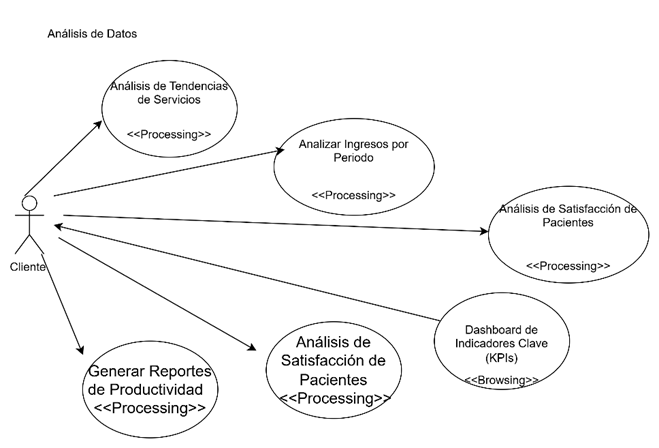 Análisis de Datos
Análisis de Tendencias
de Servicios
<<Processing>>
Analizar Ingresos por
Periodo
<<Processing>>
Análisis de Satisfacción de
Pacientes
<<Processing>>
Cliente
Dashboard de
Indicadores Clave
(KPIs)
<<Browsing>>
Análisis de
Satisfacción de
Pacientes
<<Processing>>
Generar Reportes
de Productividad
<<Processing>>